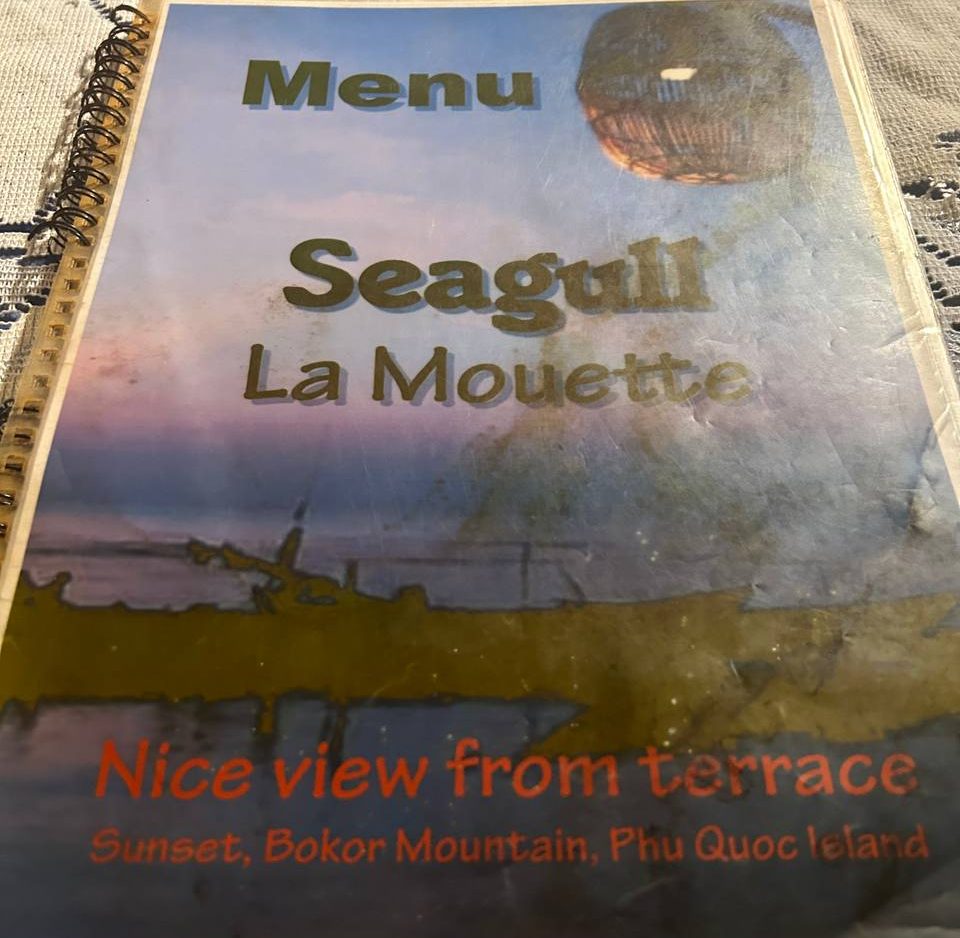 Menu
Seagull
La Mouette
Nice view from terrace
Sunset, Bokor Mountain, Phu Quoc Island